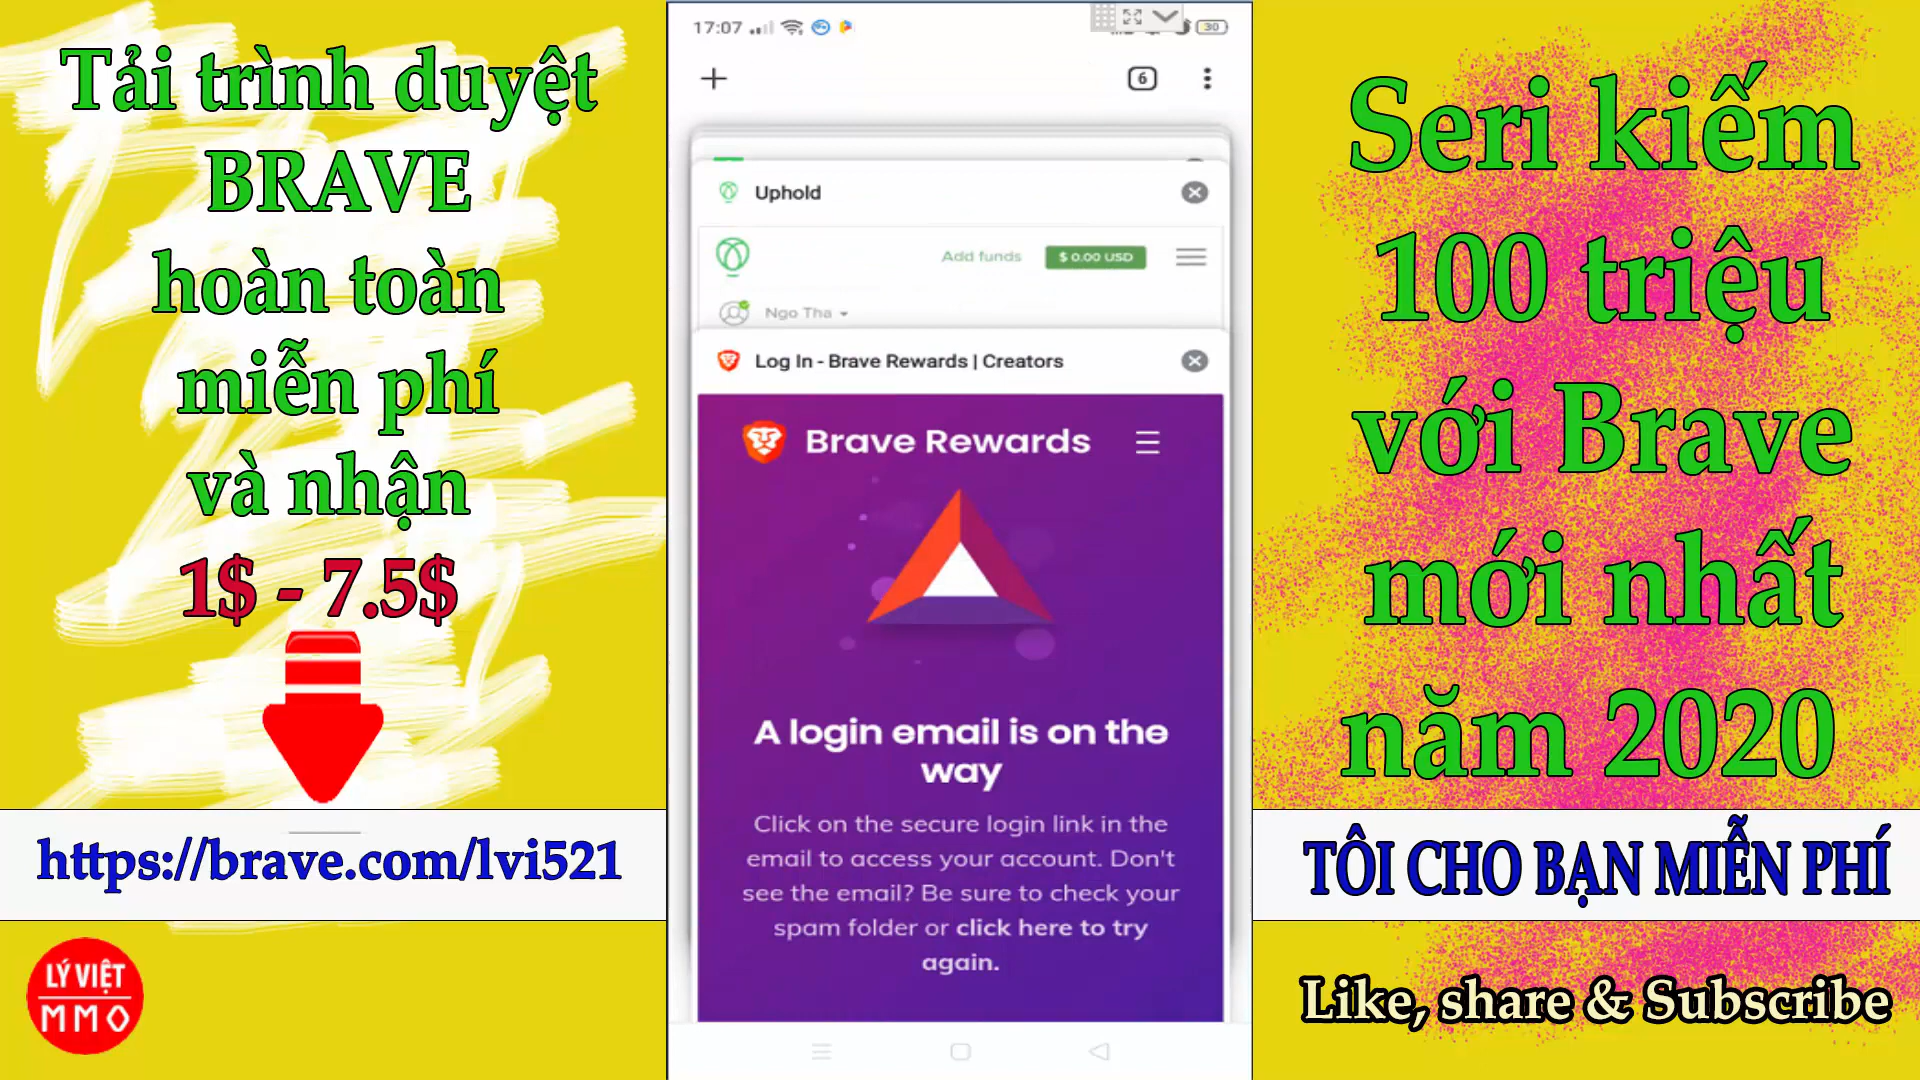 Tải trình duyệt
BRAVE
hoàn toàn
miễn phí
và nhận
1$ - 7.5$
https://brave.com/lvi521
LÝ VIỆT
MMO
17:07
30
6
Uphold
Add funds
$ 0.00 USD
Ngo Tha
Log In - Brave Rewards | Creators
Brave Rewards
A login email is on the
way
Click on the secure login link in the
email to access your account. Don't
see the email? Be sure to check your
spam folder or click here to try
again.
Seri kiếm
100 triệu
với Brave
mới nhất
năm 2020
TÔI CHO BẠN MIỄN PHÍ
Like, share & Subscribe